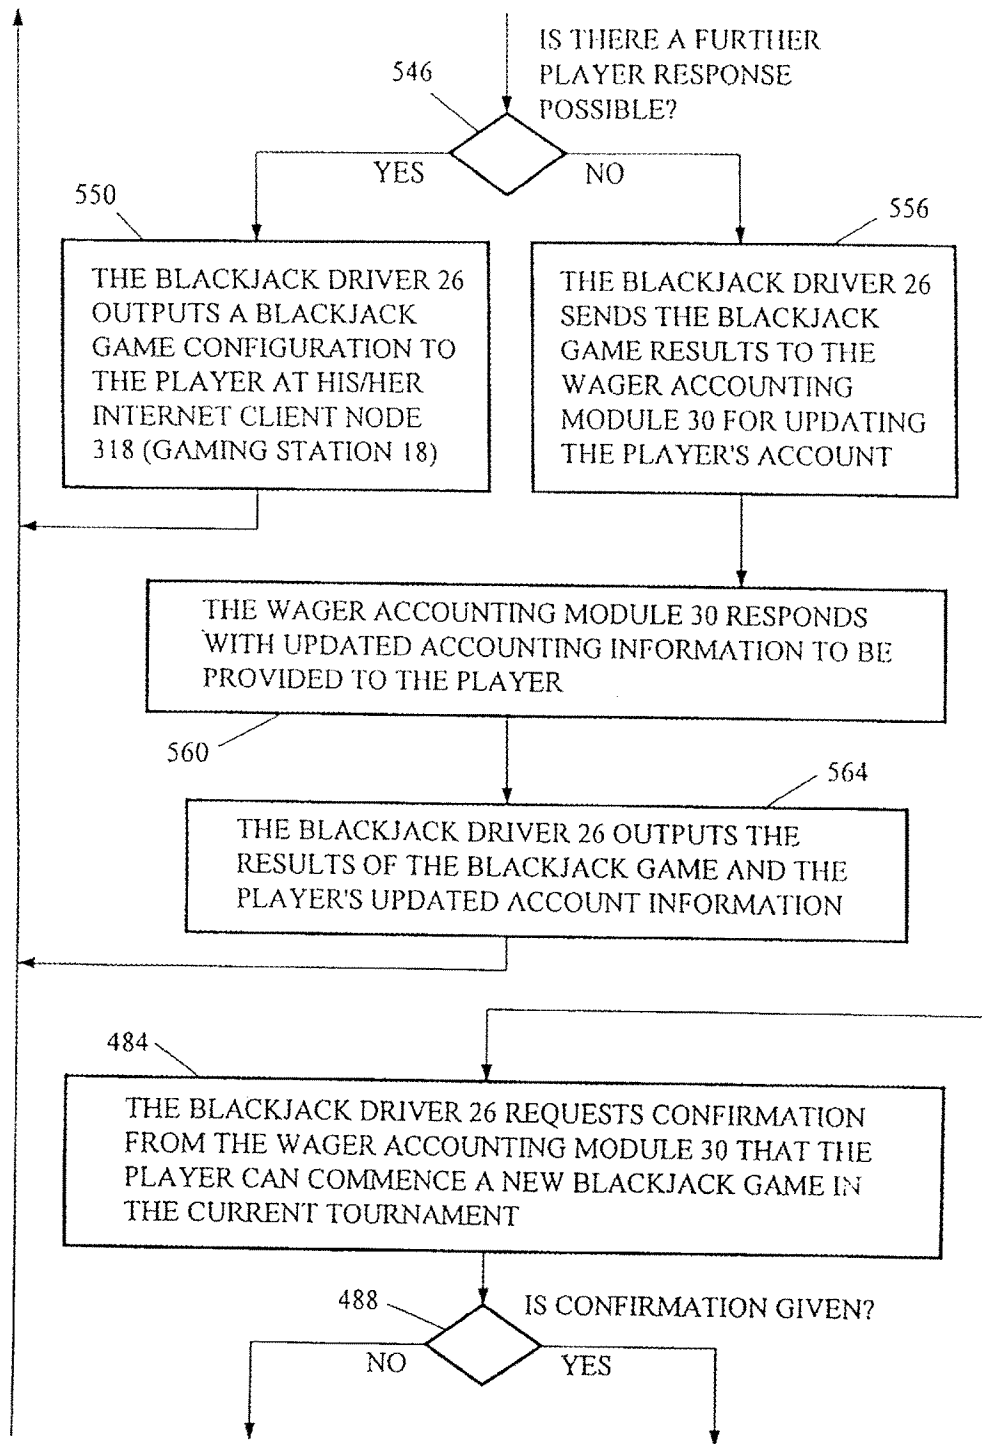 IS THERE A FURTHER
PLAYER RESPONSE
POSSIBLE?
546
YES
NO
550
556
THE BLACKJACK DRIVER 26
OUTPUTS A BLACKJACK
GAME CONFIGURATION TO
THE PLAYER AT HIS/HER
INTERNET CLIENT NODE
318 (GAMING STATION 18)
THE BLACKJACK DRIVER 26
SENDS THE BLACKJACK
GAME RESULTS TO THE
WAGER ACCOUNTING
MODULE 30 FOR UPDATING
THE PLAYER'S ACCOUNT
THE WAGER ACCOUNTING MODULE 30 RESPONDS
WITH UPDATED ACCOUNTING INFORMATION TO BE
PROVIDED TO THE PLAYER
560
564
THE BLACKJACK DRIVER 26 OUTPUTS THE
RESULTS OF THE BLACKJACK GAME AND THE
PLAYER'S UPDATED ACCOUNT INFORMATION
484
THE BLACKJACK DRIVER 26 REQUESTS CONFIRMATION
FROM THE WAGER ACCOUNTING MODULE 30 THAT THE
PLAYER CAN COMMENCE A NEW BLACKJACK GAME IN
THE CURRENT TOURNAMENT
488
IS CONFIRMATION GIVEN?
NO
YES